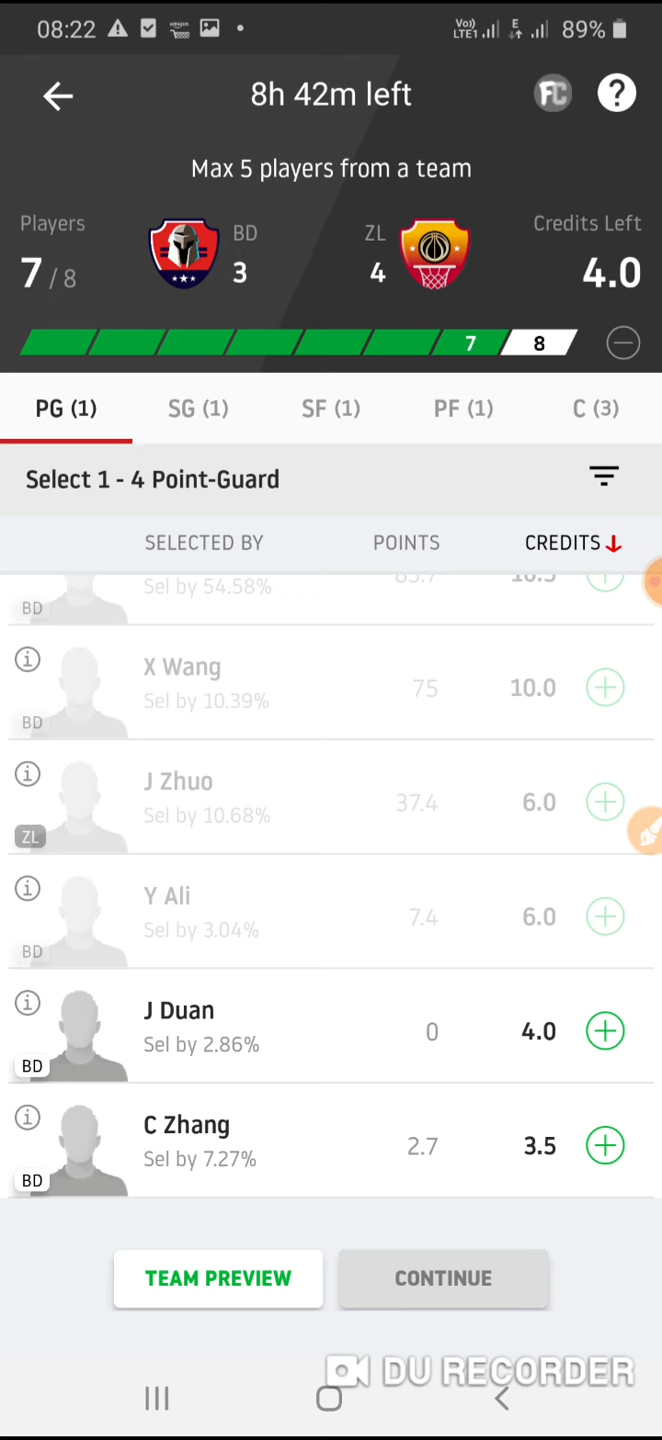 08:22 Vo) LTE1 E 89%
8h 42m left FC ?
Max 5 players from a team
Players BD ZL Credits Left
7 / 8 3 4 4.0
7 8
PG (1) SG (1) SF (1) PF (1) C (3)
Select 1 - 4 Point-Guard
SELECTED BY POINTS CREDITS
Sel by 54.58% 10.5
BD
X Wang
Sel by 10.39% 75 10.0
BD
J Zhuo
Sel by 10.68% 37.4 6.0
ZL
Y Ali
Sel by 3.04% 7.4 6.0
BD
J Duan
Sel by 2.86% 0 4.0
BD
C Zhang
Sel by 7.27% 2.7 3.5
BD
TEAM PREVIEW CONTINUE
DU RECORDER